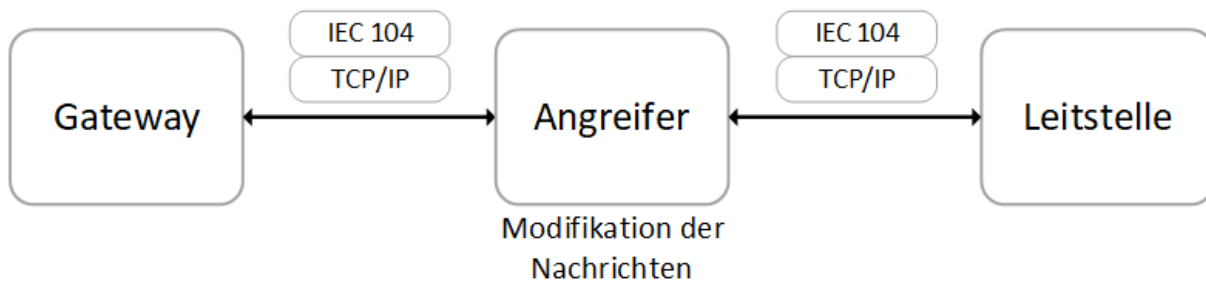 IEC 104
TCP/IP
IEC 104
TCP/IP
Gateway
Angreifer
Leitstelle
Modifikation der
Nachrichten